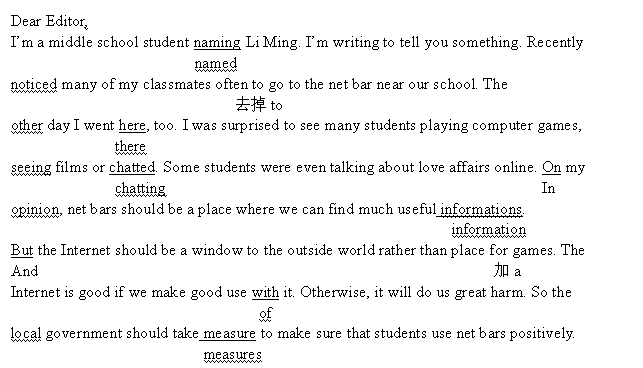 Dear Editor,
I'm a middle school student naming Li Ming. I'm writing to tell you something. Recently
named
noticed many of my classmates often to go to the net bar near our school. The
去掉 to
other day I went here, too. I was surprised to see many students playing computer games,
there
seeing films or chatted. Some students were even talking about love affairs online. On my
chatting In
opinion, net bars should be a place where we can find much useful informations.
information
But the Internet should be a window to the outside world rather than place for games. The
And 加 a
Internet is good if we make good use with it. Otherwise, it will do us great harm. So the
of
local government should take measure to make sure that students use net bars positively.
measures